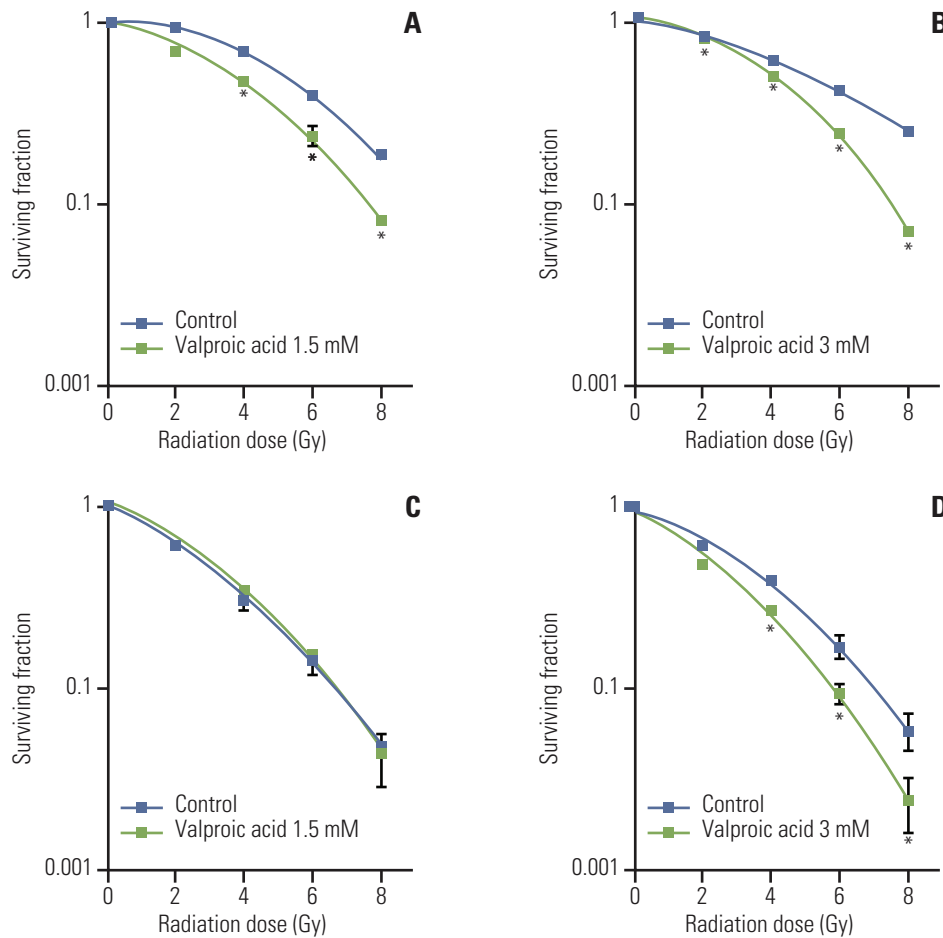 A
1
0.1
0.001
Surviving fraction
*
*
*
Control
Valproic acid 1.5 mM
0 2 4 6 8
Radiation dose (Gy)
B
1
0.1
0.001
Surviving fraction
*
*
*
*
Control
Valproic acid 3 mM
0 2 4 6 8
Radiation dose (Gy)
C
1
0.1
0.001
Surviving fraction
Control
Valproic acid 1.5 mM
0 2 4 6 8
Radiation dose (Gy)
D
1
0.1
0.001
Surviving fraction
*
*
*
Control
Valproic acid 3 mM
0 2 4 6 8
Radiation dose (Gy)